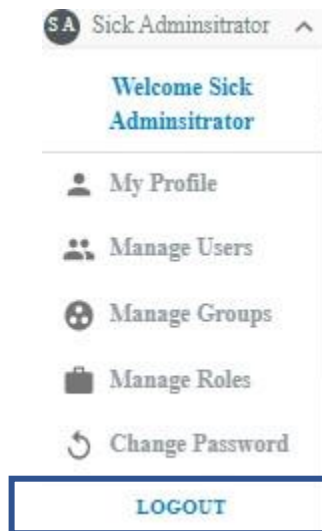 SA Sick Adminsitrator
Welcome Sick
Adminsitrator
My Profile
Manage Users
Manage Groups
Manage Roles
Change Password
LOGOUT